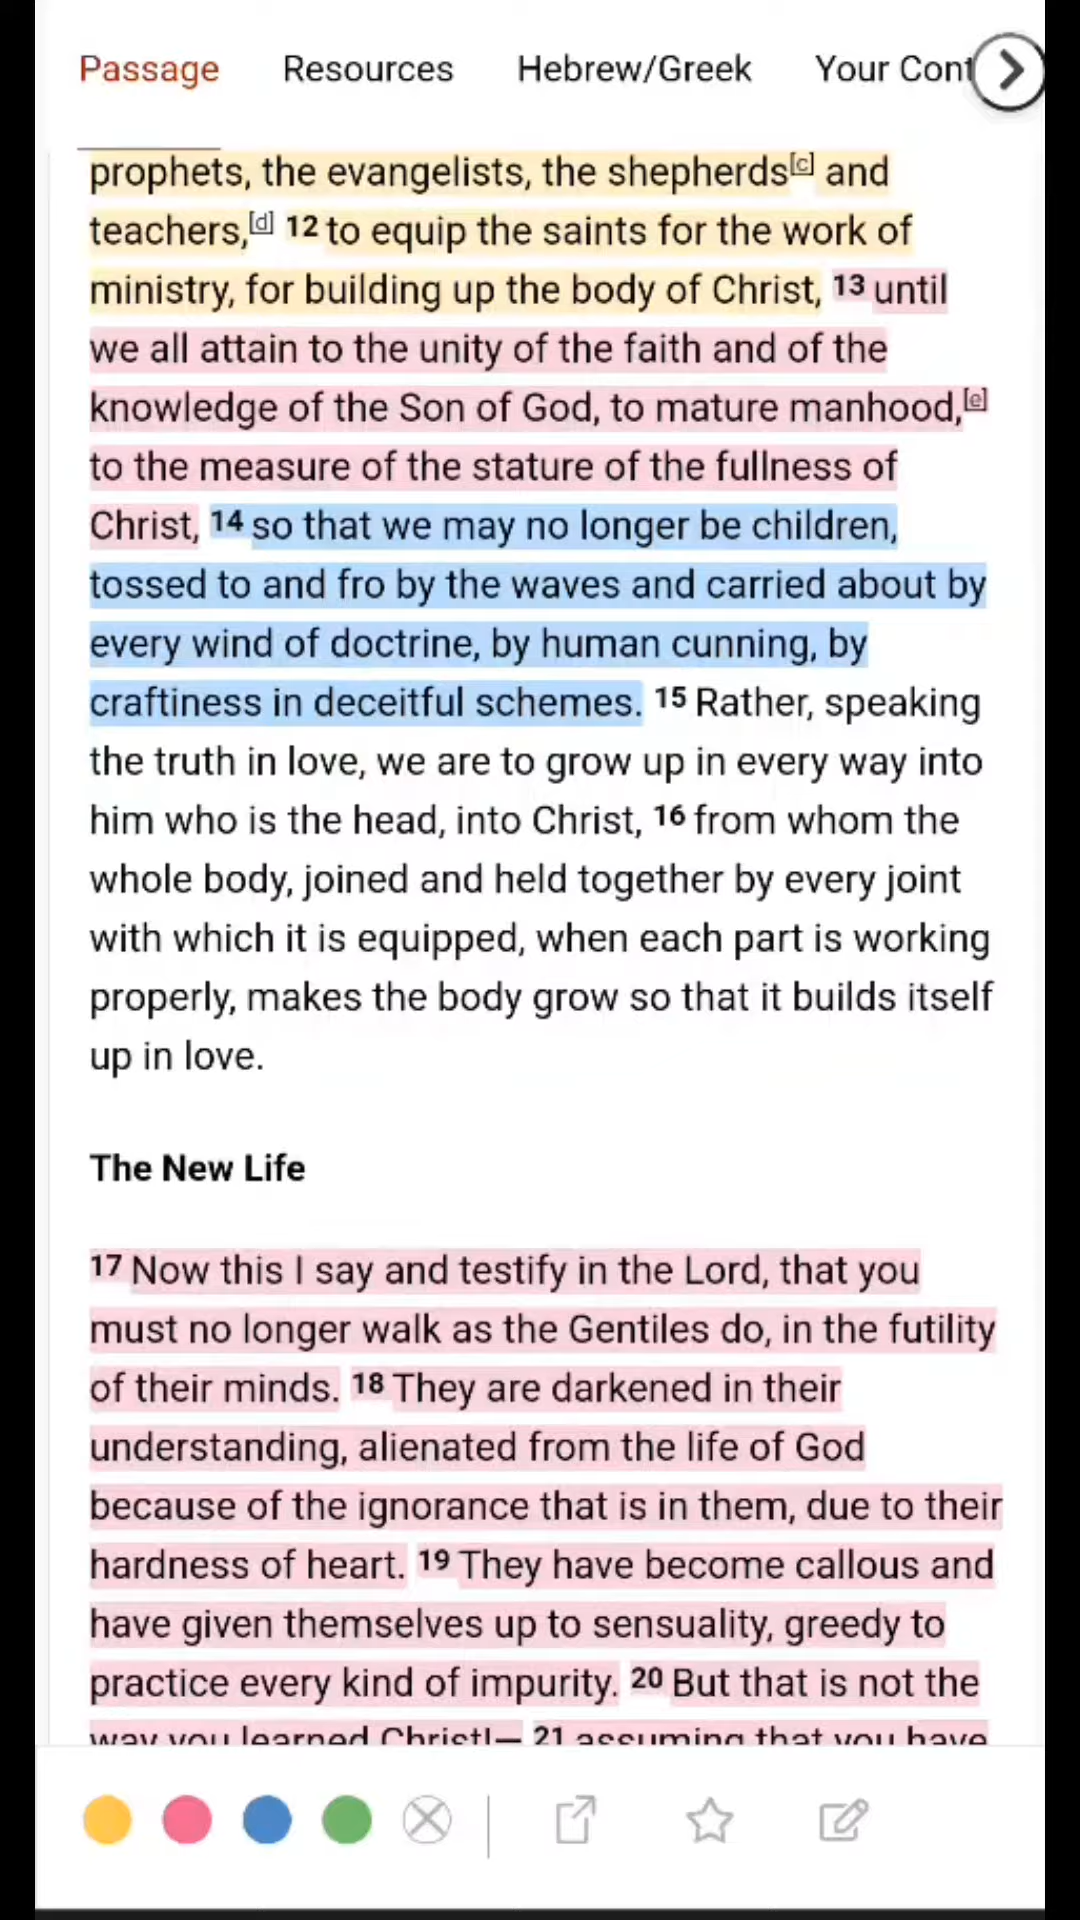 Passage Resources Hebrew/Greek Your Cont
prophets, the evangelists, the shepherds[c] and
teachers,[d] 12 to equip the saints for the work of
ministry, for building up the body of Christ, 13 until
we all attain to the unity of the faith and of the
knowledge of the Son of God, to mature manhood,[e]
to the measure of the stature of the fullness of
Christ, 14 so that we may no longer be children,
tossed to and fro by the waves and carried about by
every wind of doctrine, by human cunning, by
craftiness in deceitful schemes. 15 Rather, speaking
the truth in love, we are to grow up in every way into
him who is the head, into Christ, 16 from whom the
whole body, joined and held together by every joint
with which it is equipped, when each part is working
properly, makes the body grow so that it builds itself
up in love.
The New Life
17 Now this I say and testify in the Lord, that you
must no longer walk as the Gentiles do, in the futility
of their minds. 18 They are darkened in their
understanding, alienated from the life of God
because of the ignorance that is in them, due to their
hardness of heart. 19 They have become callous and
have given themselves up to sensuality, greedy to
practice every kind of impurity. 20 But that is not the
way you learned Christ!— 21 assuming that you have